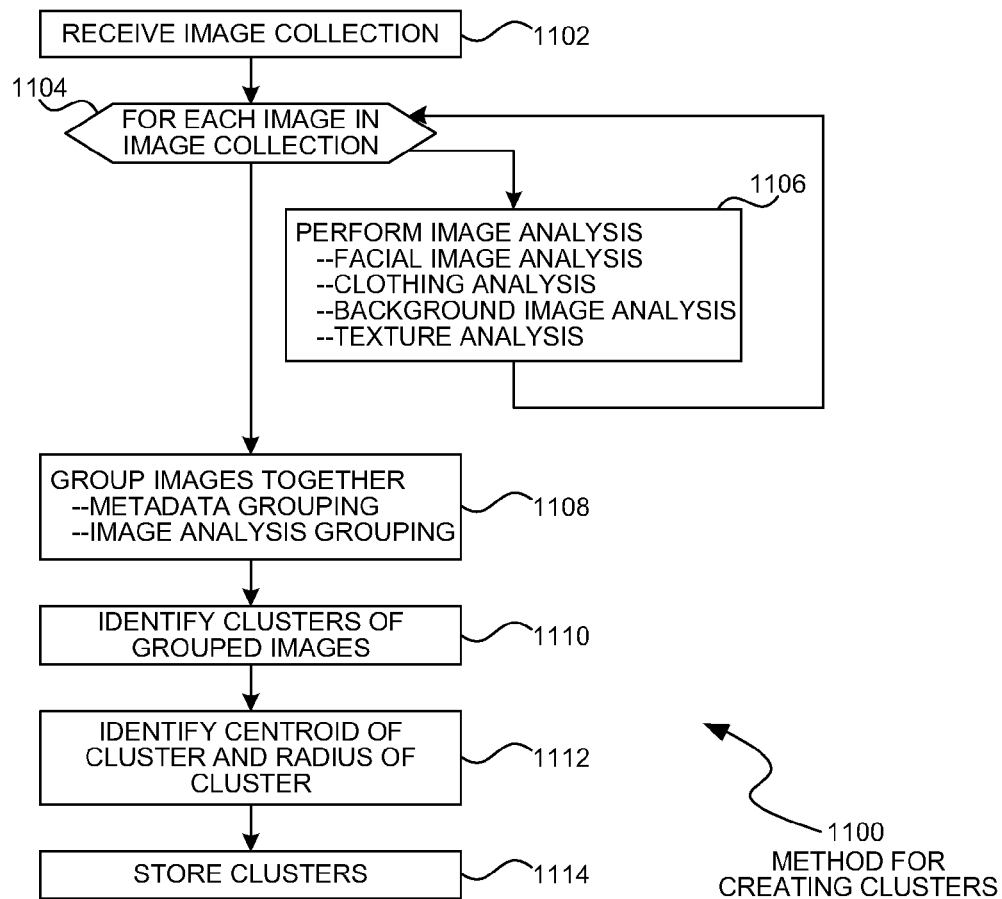 RECEIVE IMAGE COLLECTION
1102
1104
FOR EACH IMAGE IN
IMAGE COLLECTION
1106
PERFORM IMAGE ANALYSIS
--FACIAL IMAGE ANALYSIS
--CLOTHING ANALYSIS
--BACKGROUND IMAGE ANALYSIS
--TEXTURE ANALYSIS
GROUP IMAGES TOGETHER
--METADATA GROUPING
--IMAGE ANALYSIS GROUPING
1108
IDENTIFY CLUSTERS OF
GROUPED IMAGES
1110
IDENTIFY CENTROID OF
CLUSTER AND RADIUS OF
CLUSTER
1112
STORE CLUSTERS
1114
1100
METHOD FOR
CREATING CLUSTERS